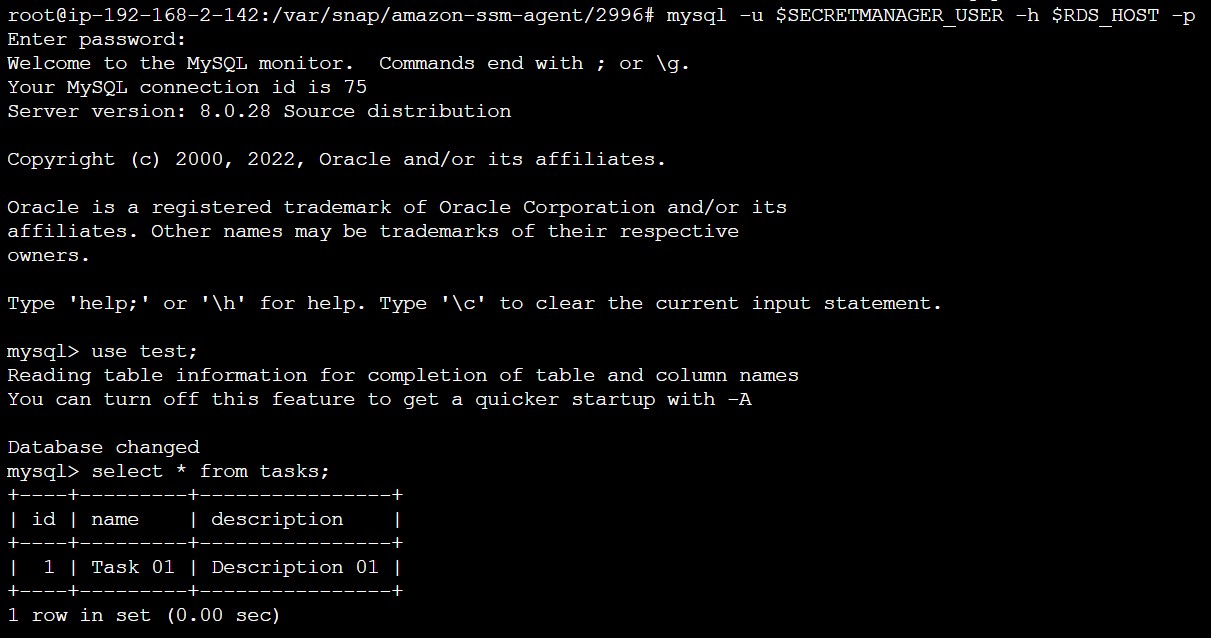 root@ip-192-168-2-142:/var/snap/amazon-ssm-agent/2996# mysql -u $SECRETMANAGER_USER -h $RDS_HOST -p
Enter password:
Welcome to the MySQL monitor.  Commands end with ; or \g.
Your MySQL connection id is 75
Server version: 8.0.28 Source distribution

Copyright (c) 2000, 2022, Oracle and/or its affiliates.

Oracle is a registered trademark of Oracle Corporation and/or its
affiliates. Other names may be trademarks of their respective
owners.

Type 'help;' or '\h' for help. Type '\c' to clear the current input statement.

mysql> use test;
Reading table information for completion of table and column names
You can turn off this feature to get a quicker startup with -A

Database changed
mysql> select * from tasks;
+----+---------+----------------+
| id | name    | description    |
+----+---------+----------------+
|  1 | Task 01 | Description 01 |
+----+---------+----------------+
1 row in set (0.00 sec)